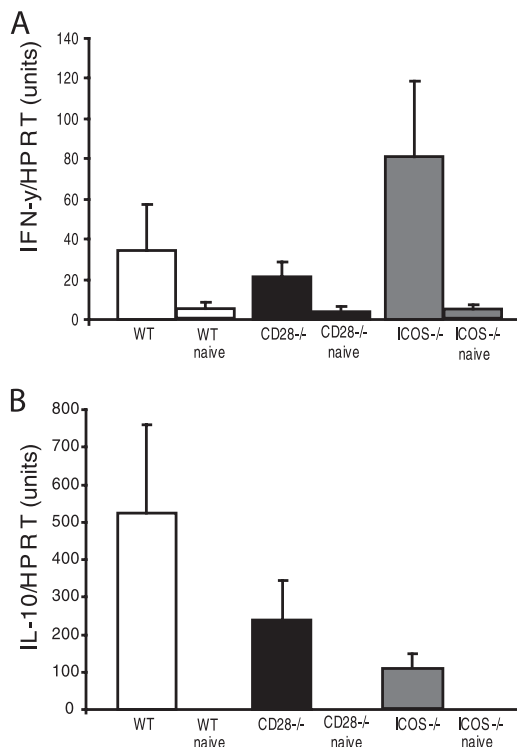 A
IFN-y/HPRT (units)
140
120
100
80
60
40
20
0
WT
WT
naive
CD28-/-
CD28-/-
naive
ICOS-/-
ICOS-/-
naive
B
IL-10/HPRT (units)
800
700
600
500
400
300
200
100
0
WT
WT
naive
CD28-/-
CD28-/-
naive
ICOS-/-
ICOS-/-
naive